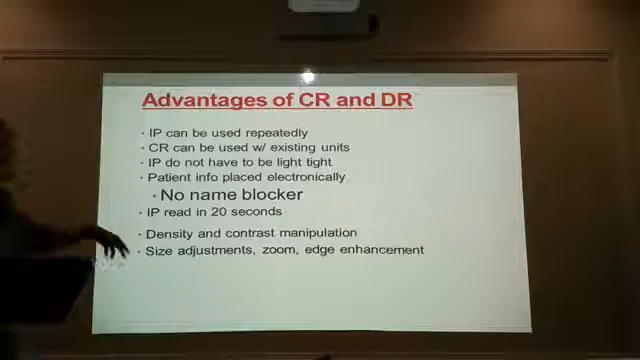 Advantages of CR and DR
· IP can be used repeatedly
· CR can be used w/ existing units
· IP do not have to be light tight
· Patient info placed electronically
· No name blocker
· IP read in 20 seconds
· Density and contrast manipulation
· Size adjustments, zoom, edge enhancement